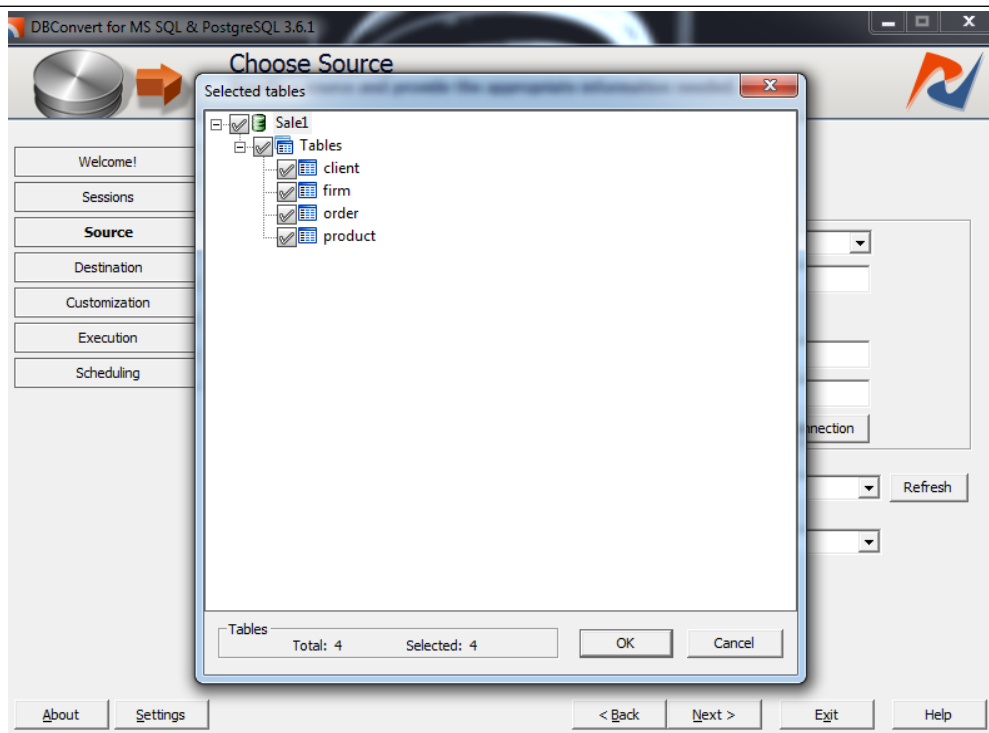 DBConvert for MS SQL & PostgreSQL 3.6.1
Choose Source
Selected tables
Sale1
Tables
client
firm
order
product
Welcome!
Sessions
Source
Destination
Customization
Execution
Scheduling
Refresh
Tables
Total: 4 Selected: 4
OK Cancel
About Settings < Back Next > Exit Help